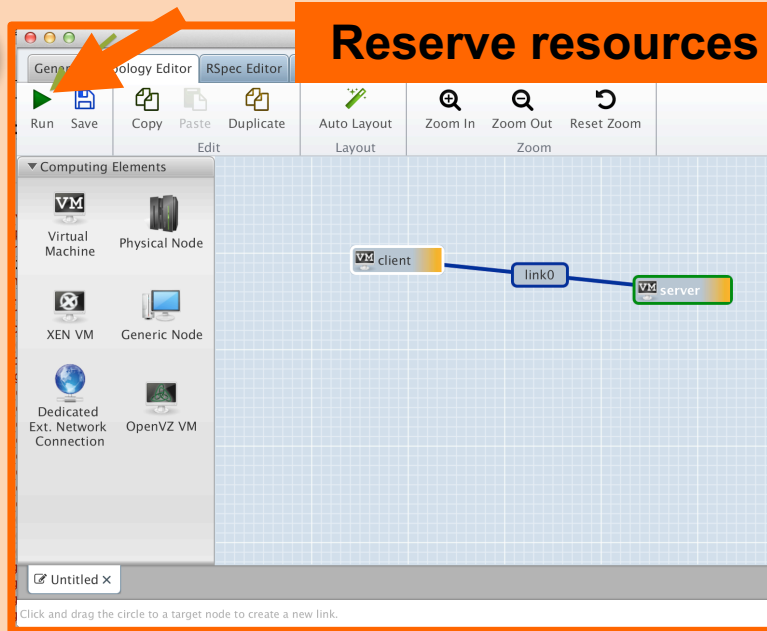 Reserve resources
Topology Editor RSpec Editor
Run Save Copy Paste Duplicate Auto Layout Zoom In Zoom Out Reset Zoom
Edit Layout Zoom
Computing Elements
VM
Virtual
Machine
Physical Node
XEN VM
Generic Node
Dedicated
Ext. Network
Connection
OpenVZ VM
VM client
link0
VM server
Untitled ×
Click and drag the circle to a target node to create a new link.